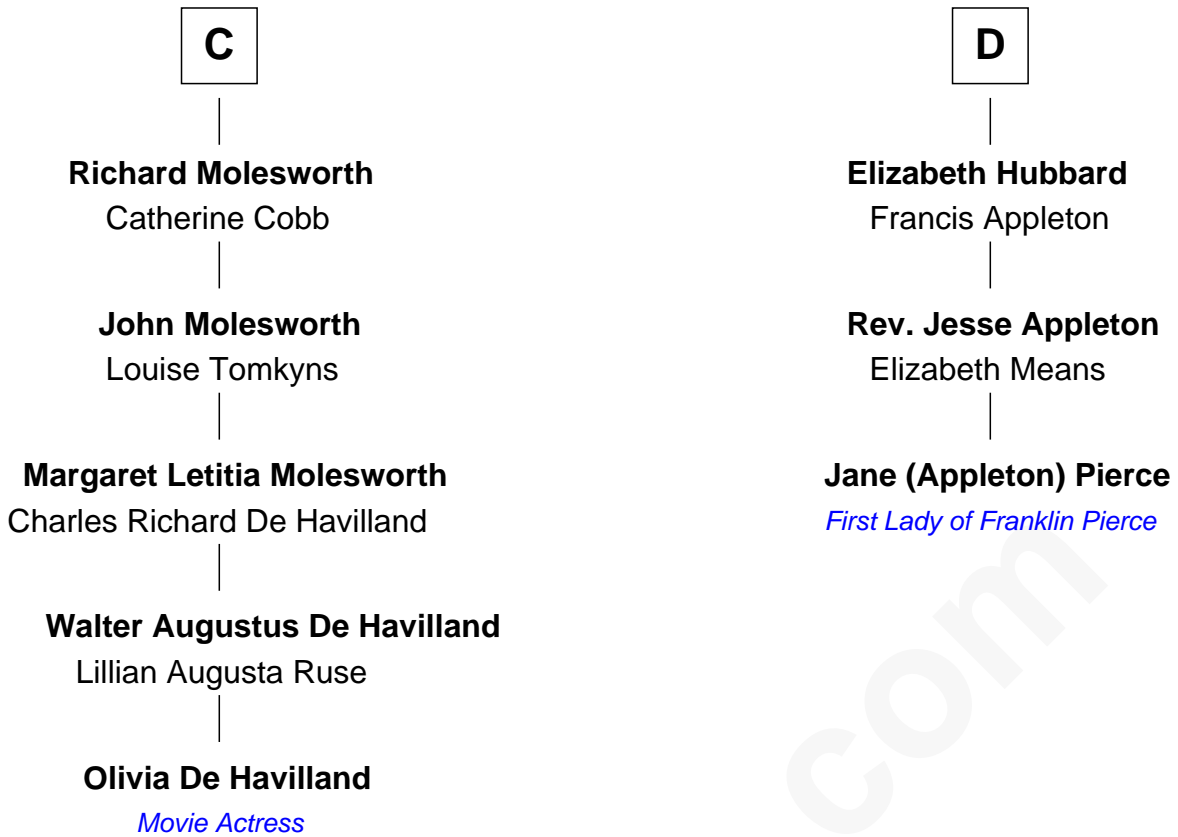 C
Richard Molesworth
Catherine Cobb
John Molesworth
Louise Tomkyns
Margaret Letitia Molesworth
Charles Richard De Havilland
Walter Augustus De Havilland
Lillian Augusta Ruse
Olivia De Havilland
Movie Actress
D
Elizabeth Hubbard
Francis Appleton
Rev. Jesse Appleton
Elizabeth Means
Jane (Appleton) Pierce
First Lady of Franklin Pierce
com